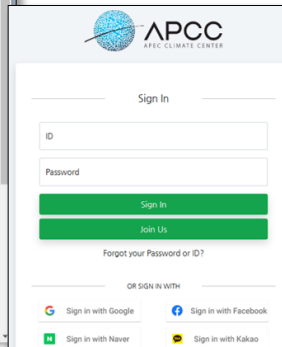 APCC
APEC CLIMATE CENTER
Sign In
ID
Password
Sign In
Join Us
Forgot your Password or ID?
OR SIGN IN WITH
G Sign in with Google
f Sign in with Facebook
N Sign in with Naver
Sign in with Kakao